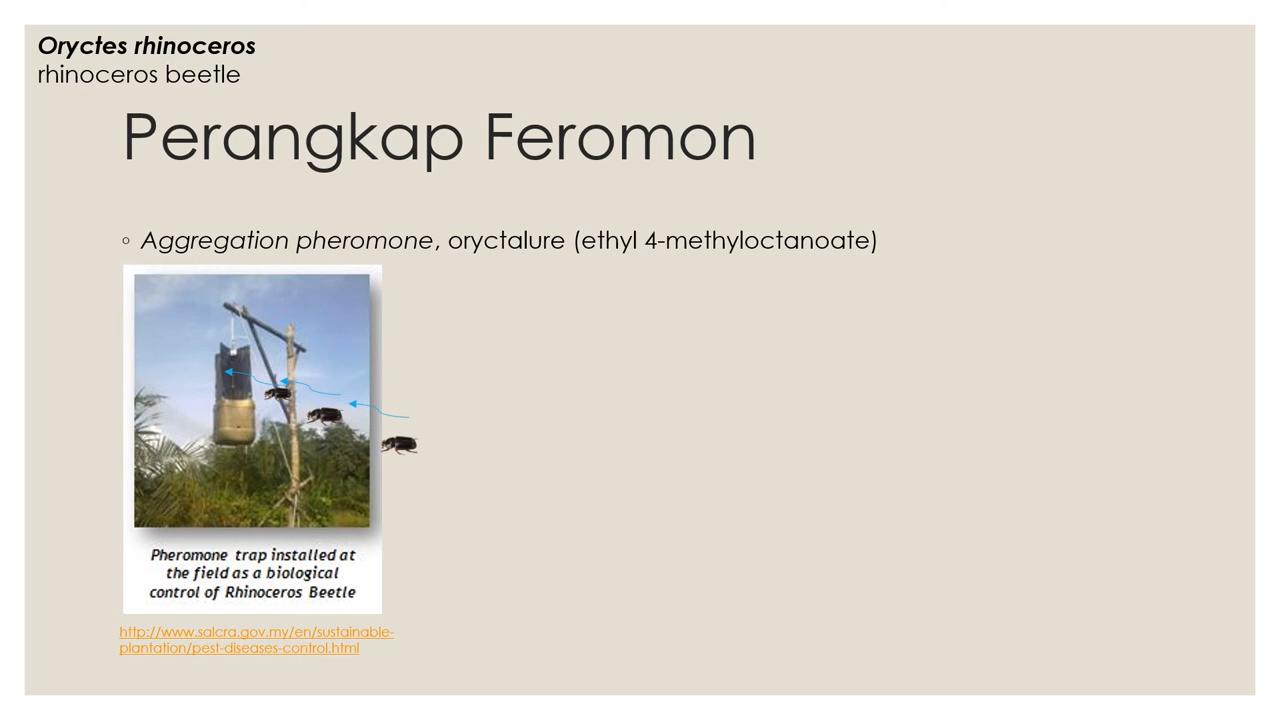 Oryctes rhinoceros
rhinoceros beetle
Perangkap Feromon
◦ Aggregation pheromone, oryctalure (ethyl 4-methyloctanoate)
Pheromone trap installed at
the field as a biological
control of Rhinoceros Beetle
http://www.salcra.gov.my/en/sustainable-
plantation/pest-diseases-control.html